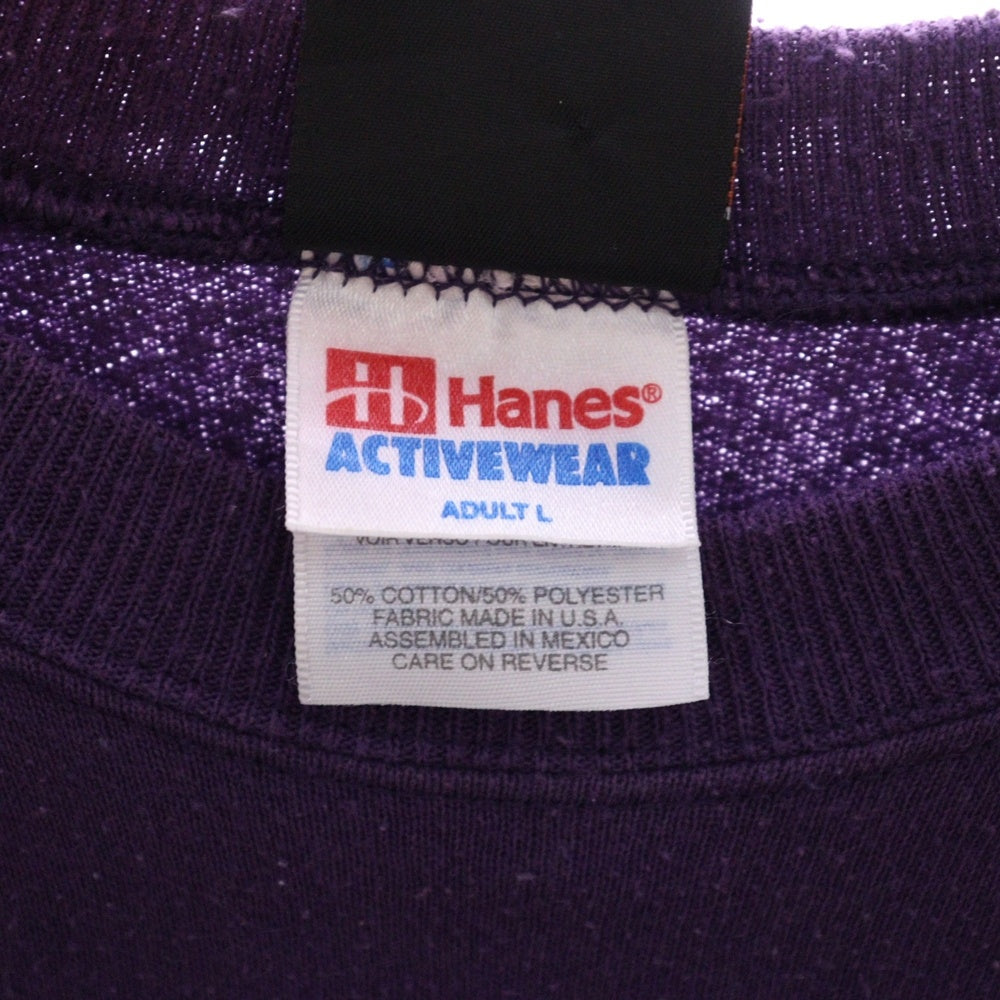 Hanes®
ACTIVEWEAR
ADULT L
50% COTTON/50% POLYESTER
FABRIC MADE IN U.S.A.
ASSEMBLED IN MEXICO
CARE ON REVERSE